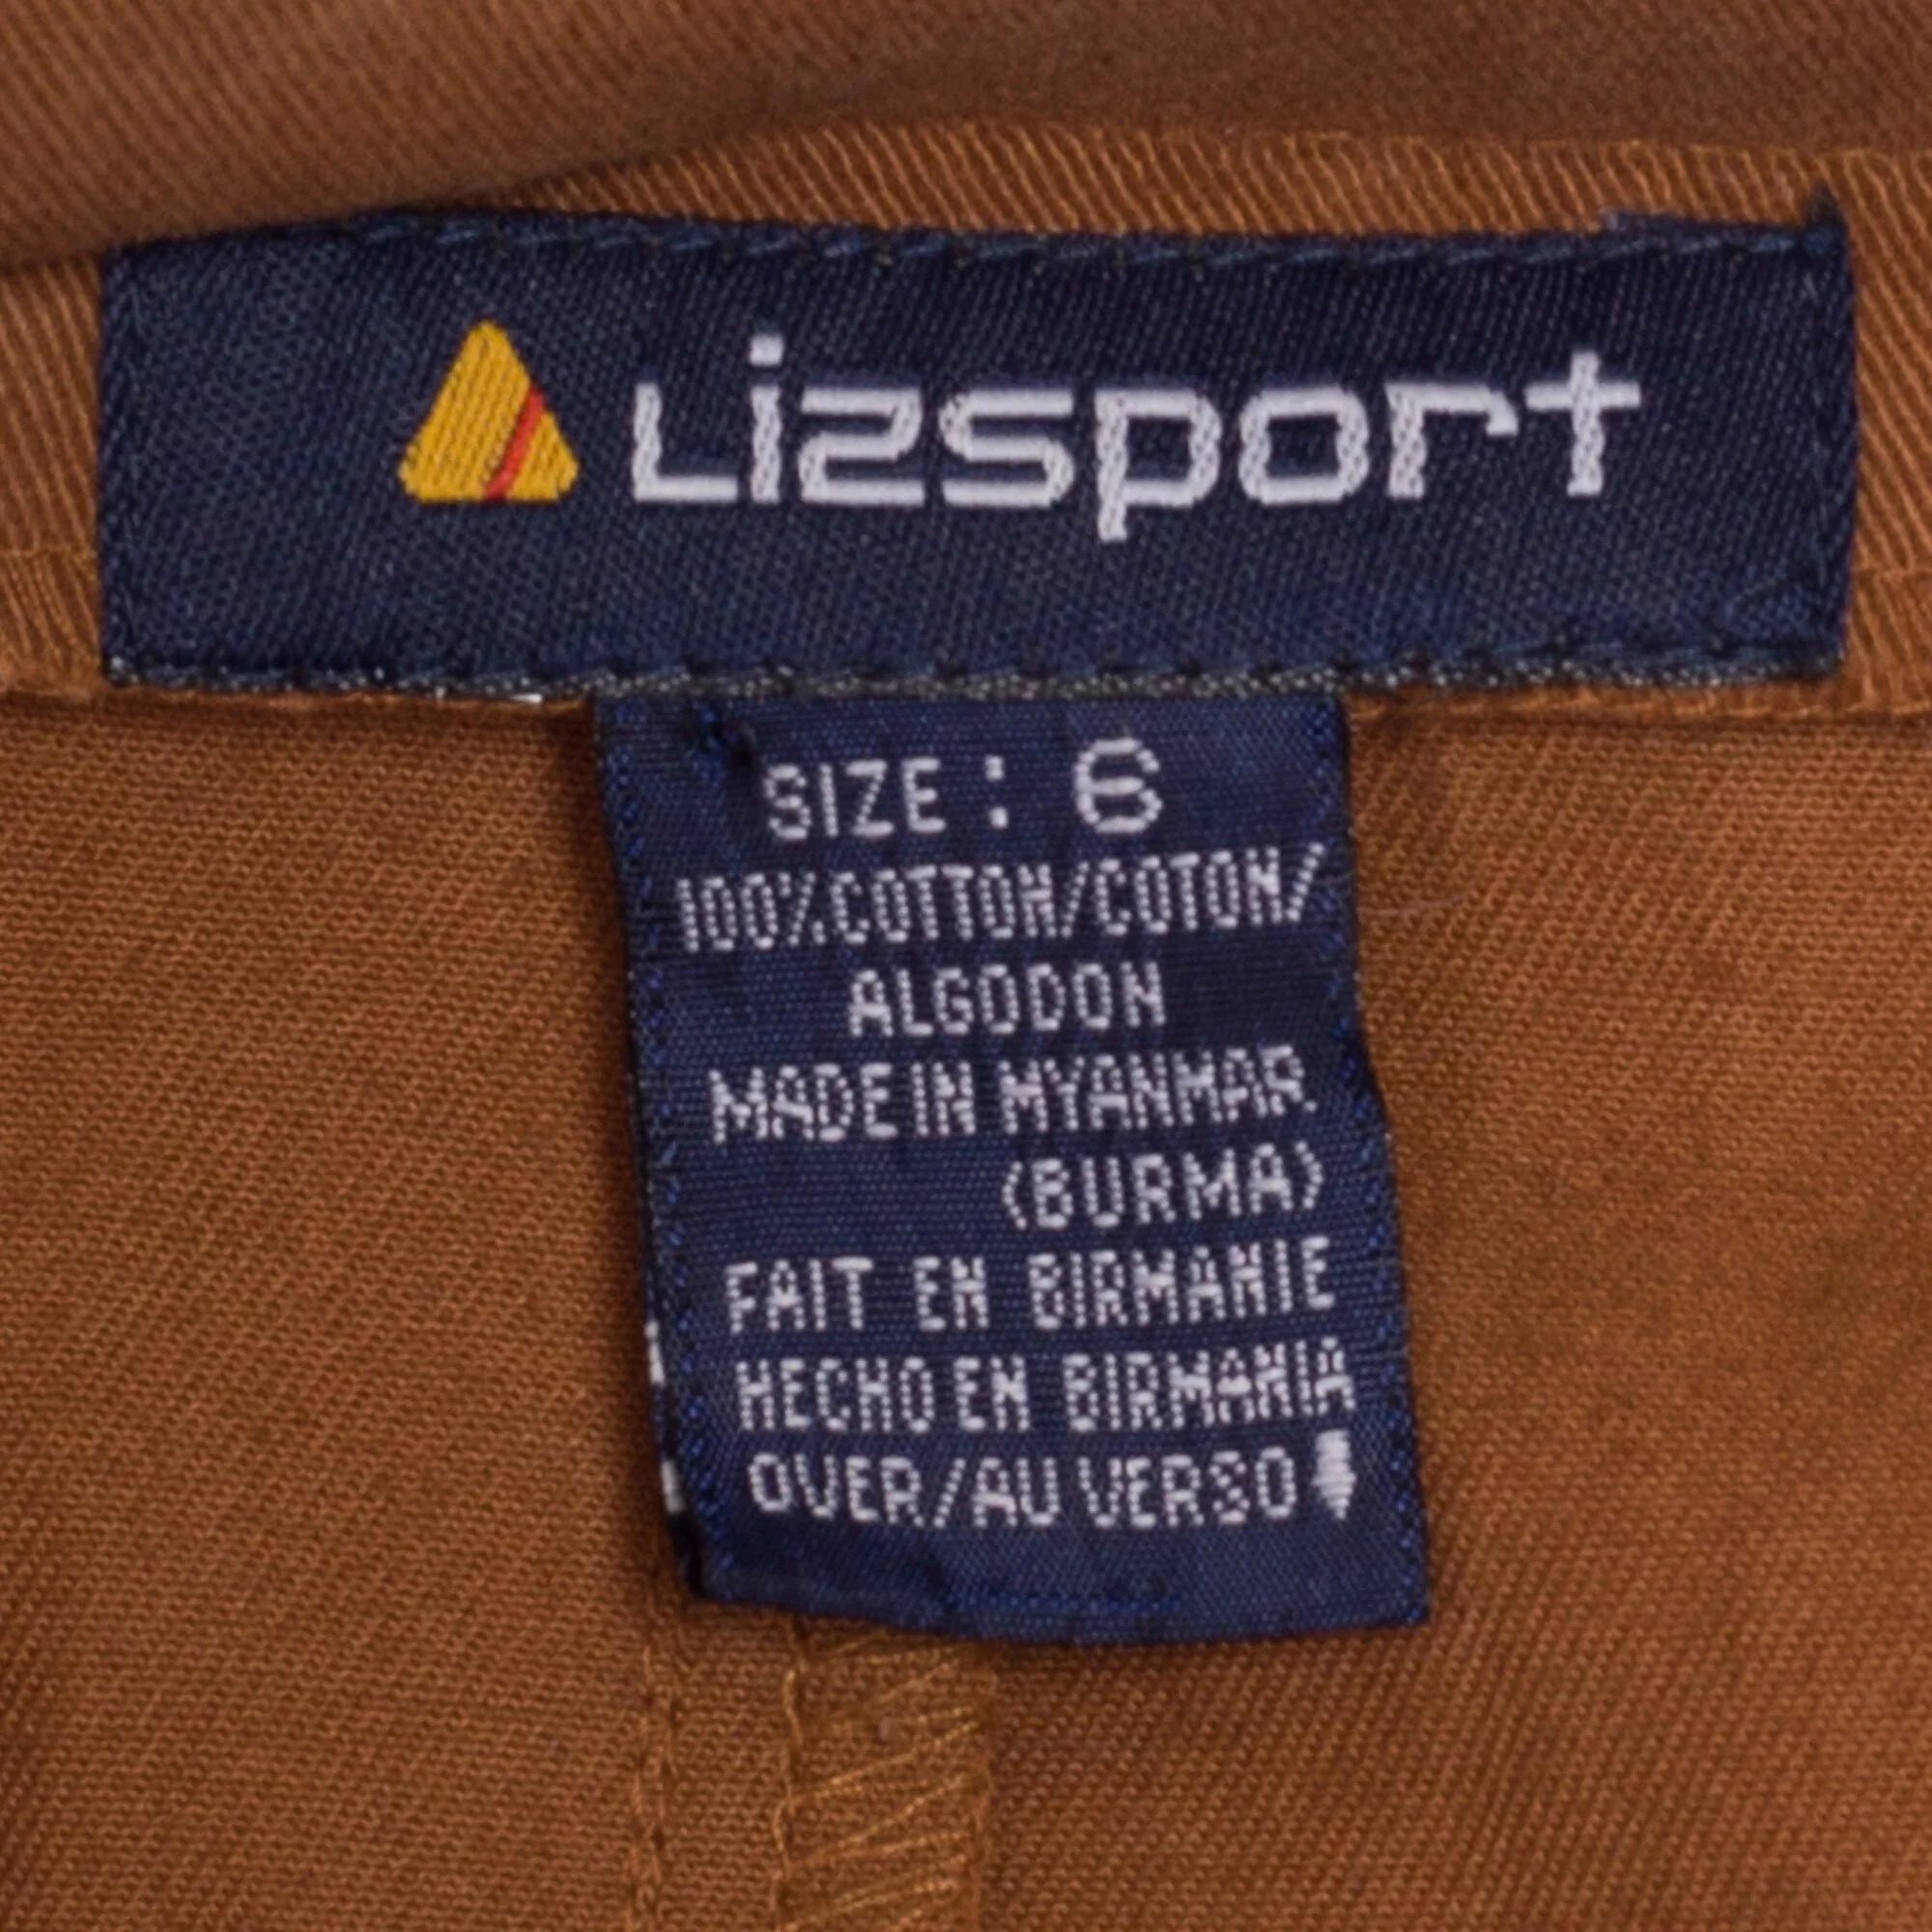 Lizsport
SIZE : 6
100%COTTON/COTON/
ALGODON
MADE IN MYANMAR
(BURMA)
FAIT EN BIRMANIE
HECHO EN BIRMANIA
OVER/AU VERSO